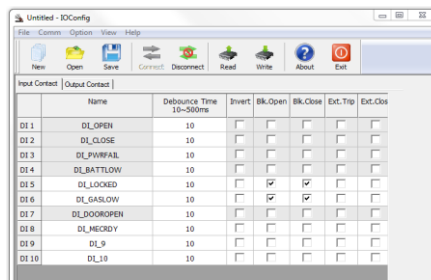 Untitled - IOConfig
File Comm Option View Help
New Open Save Connect Disconnect Read Write About Exit
Input Contact Output Contact
Name Debounce Time 10~500ms Invert Blk.Open Blk.Close Ext.Trip Ext.Clos
DI 1 DI_OPEN 10
DI 2 DI_CLOSE 10
DI 3 DI_PWRFAIL 10
DI 4 DI_BATTLOW 10
DI 5 DI_LOCKED 10
DI 6 DI_GASLOW 10
DI 7 DI_DOOROPEN 10
DI 8 DI_MECRDY 10
DI 9 DI_9 10
DI 10 DI_10 10